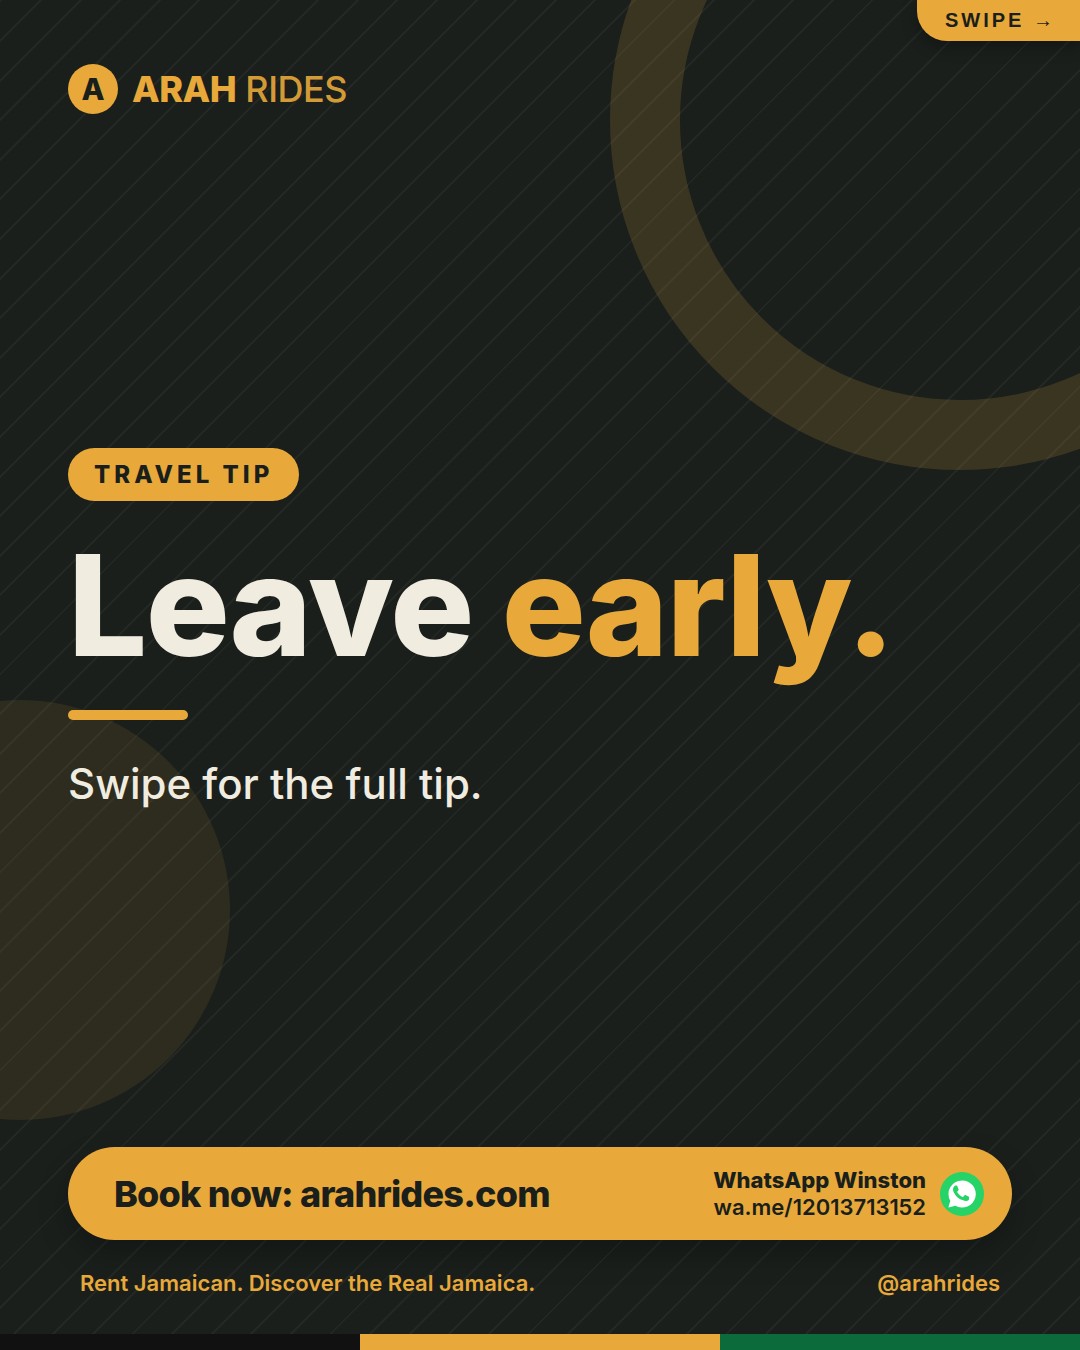 SWIPE →
A ARAH RIDES
TRAVEL TIP
Leave early.
Swipe for the full tip.
Book now: arahrides.com
WhatsApp Winston
wa.me/12013713152
Rent Jamaican. Discover the Real Jamaica.
@arahrides